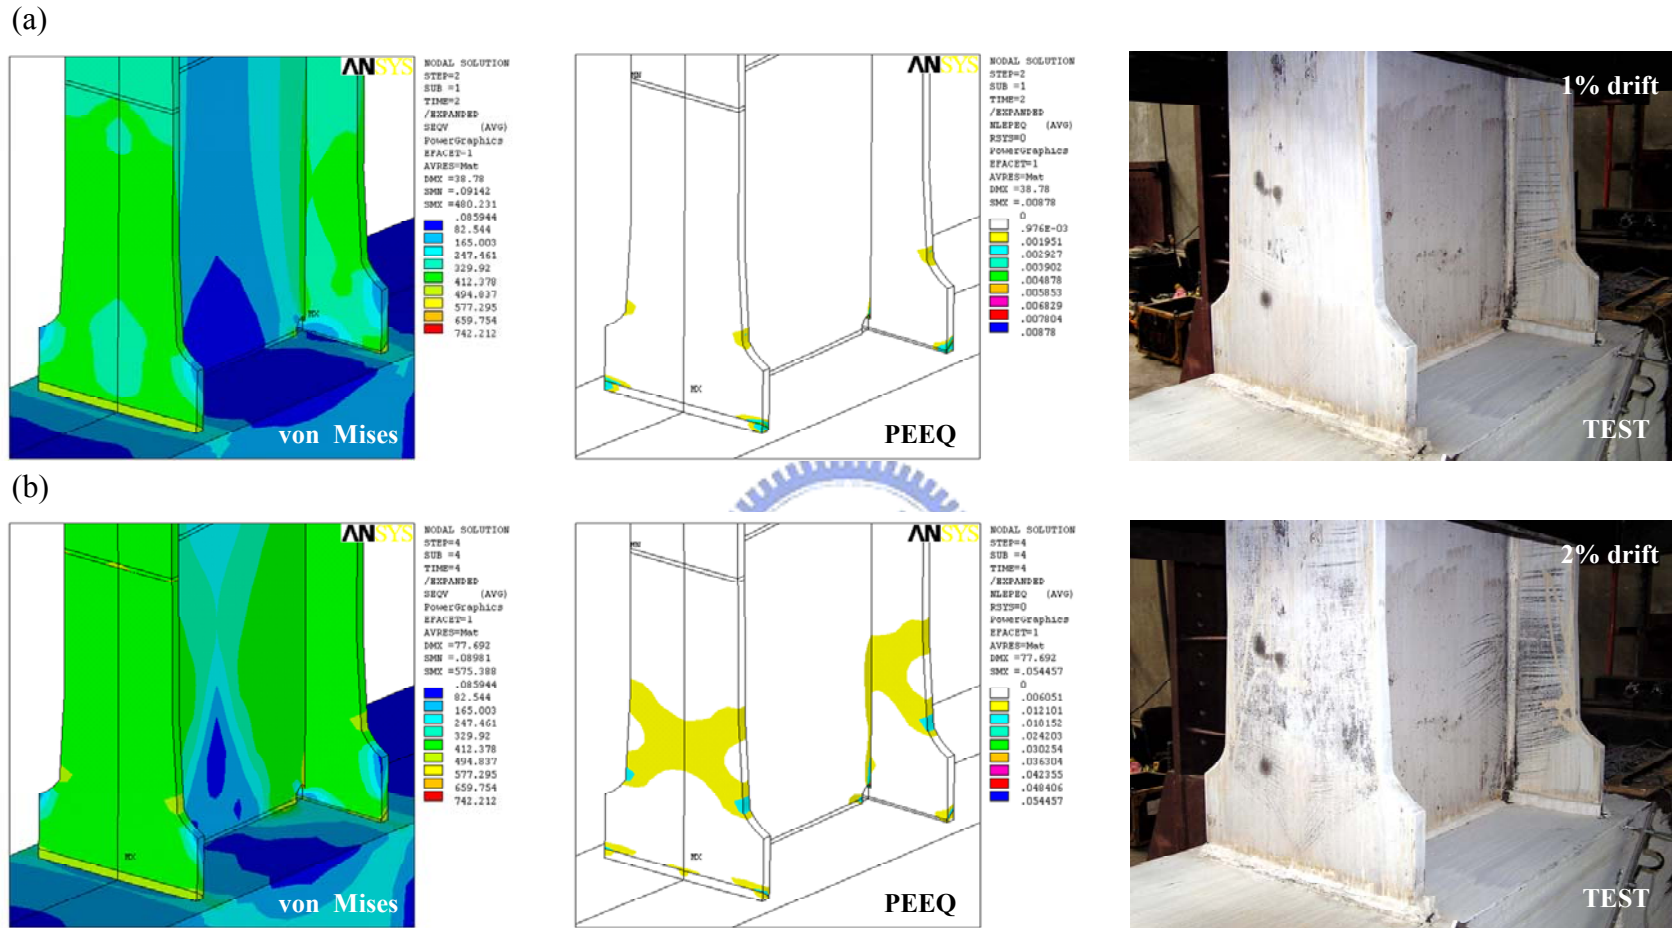 (a)
ANSYS
NODAL SOLUTION
STEP=2
SUB =1
TIME=2
/EXPANDED
SEQV (AVG)
PowerGraphics
EFACET=1
AVRES=Mat
DMX =38.78
SMN =.09142
SMX =480.231
.085944
82.544
165.003
247.461
329.92
412.378
494.837
577.295
659.754
742.212
MX
von Mises
ANSYS
MN
NODAL SOLUTION
STEP=2
SUB =1
TIME=2
/EXPANDED
NLEPEQ (AVG)
RSYS=0
PowerGraphics
EFACET=1
AVRES=Mat
DMX =38.78
SMX =.00878
0
.976E-03
.001951
.002927
.003902
.004878
.005853
.006829
.007804
.00878
MX
PEEQ
1% drift
TEST
(b)
ANSYS
NODAL SOLUTION
STEP=4
SUB =4
TIME=4
/EXPANDED
SEQV (AVG)
PowerGraphics
EFACET=1
AVRES=Mat
DMX =77.692
SMN =.08981
SMX =575.388
.085944
82.544
165.003
247.461
329.92
412.378
494.837
577.295
659.754
742.212
MX
von Mises
ANSYS
MN
NODAL SOLUTION
STEP=4
SUB =4
TIME=4
/EXPANDED
NLEPEQ (AVG)
RSYS=0
PowerGraphics
EFACET=1
AVRES=Mat
DMX =77.692
SMX =.054457
0
.006051
.012101
.018152
.024203
.030254
.036304
.042355
.048406
.054457
MX
PEEQ
2% drift
TEST